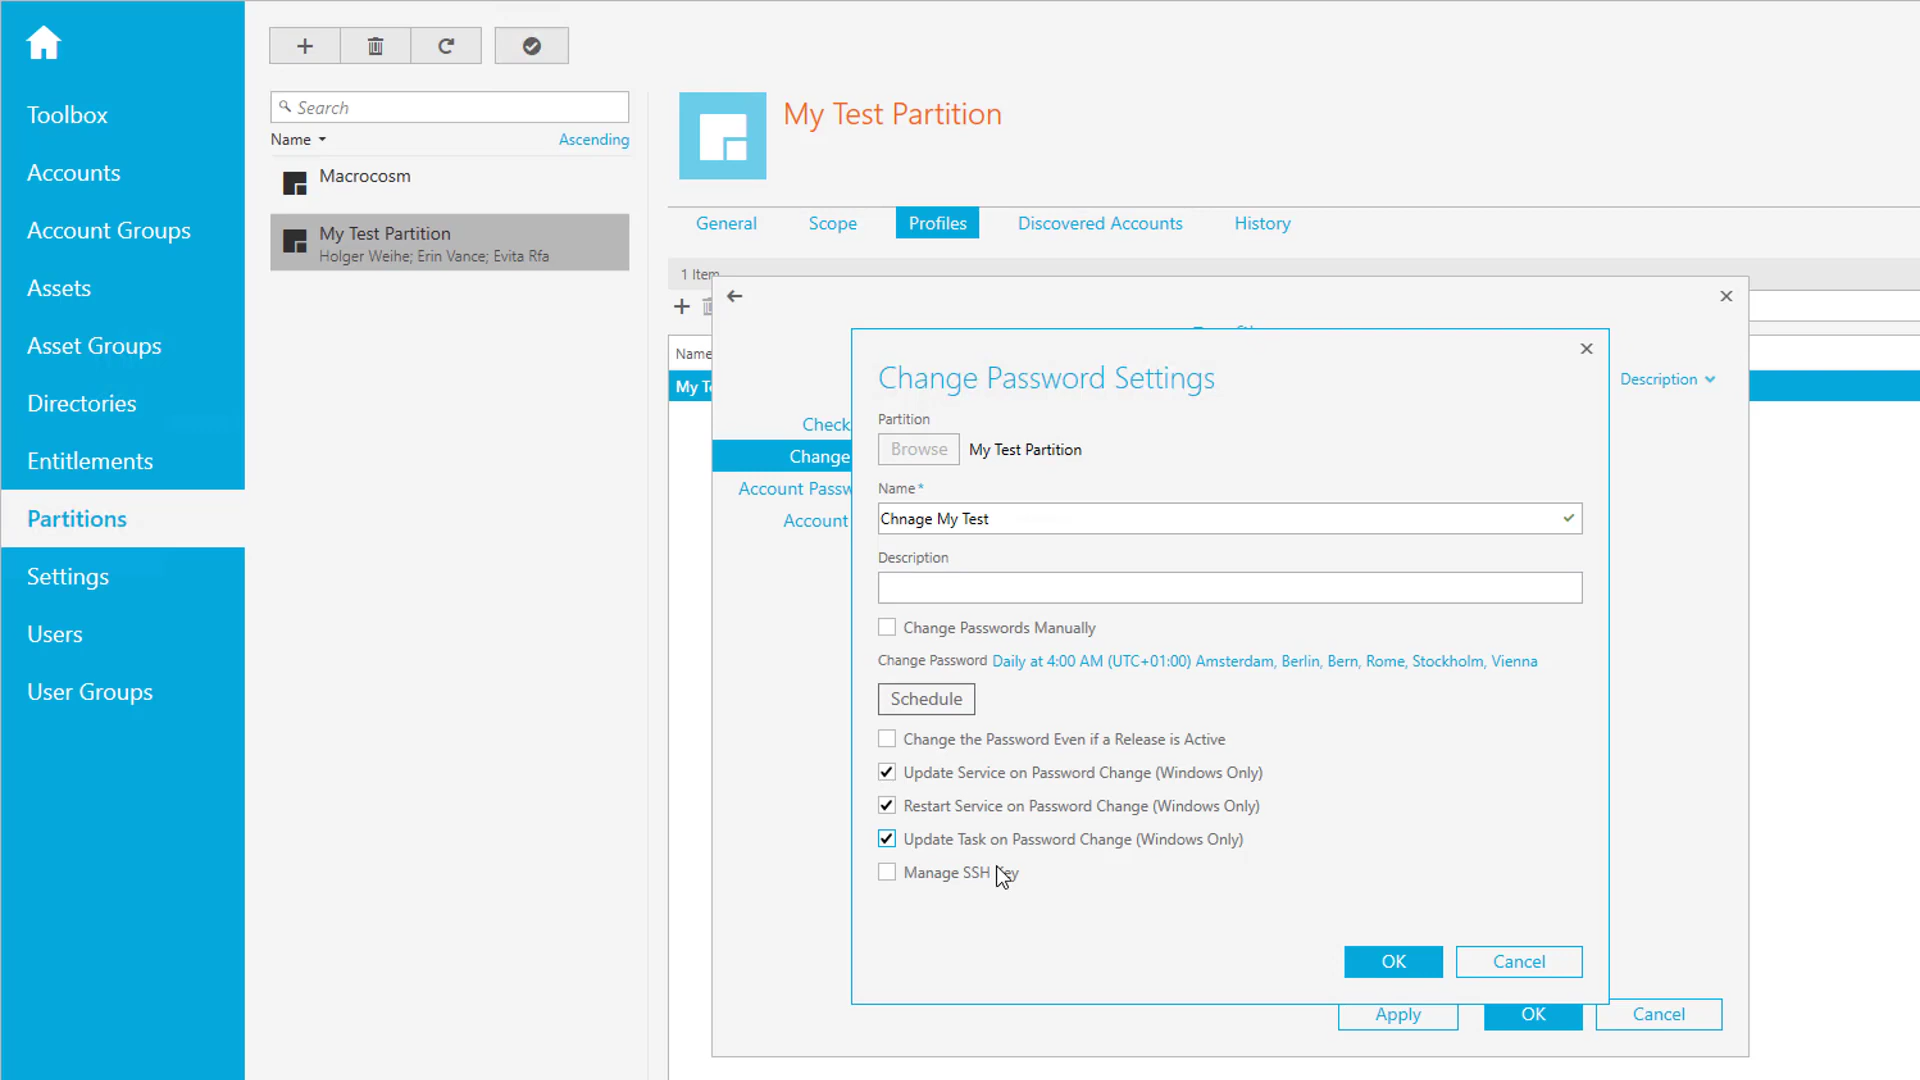 Toolbox
Accounts
Account Groups
Assets
Asset Groups
Directories
Entitlements
Partitions
Settings
Users
User Groups
Search
Name
Ascending
Macrocosm
My Test Partition
Holger Weihe; Erin Vance; Evita Rfa
My Test Partition
General
Scope
Profiles
Discovered Accounts
History
1 Item
Name
My
Description
Check
Change
Account Passw
Account
Change Password Settings
Partition
Browse
My Test Partition
Name*
Chnage My Test
Description
Change Passwords Manually
Change Password Daily at 4:00 AM (UTC+01:00) Amsterdam, Berlin, Bern, Rome, Stockholm, Vienna
Schedule
Change the Password Even if a Release is Active
Update Service on Password Change (Windows Only)
Restart Service on Password Change (Windows Only)
Update Task on Password Change (Windows Only)
Manage SSH Key
OK
Cancel
Apply
OK
Cancel